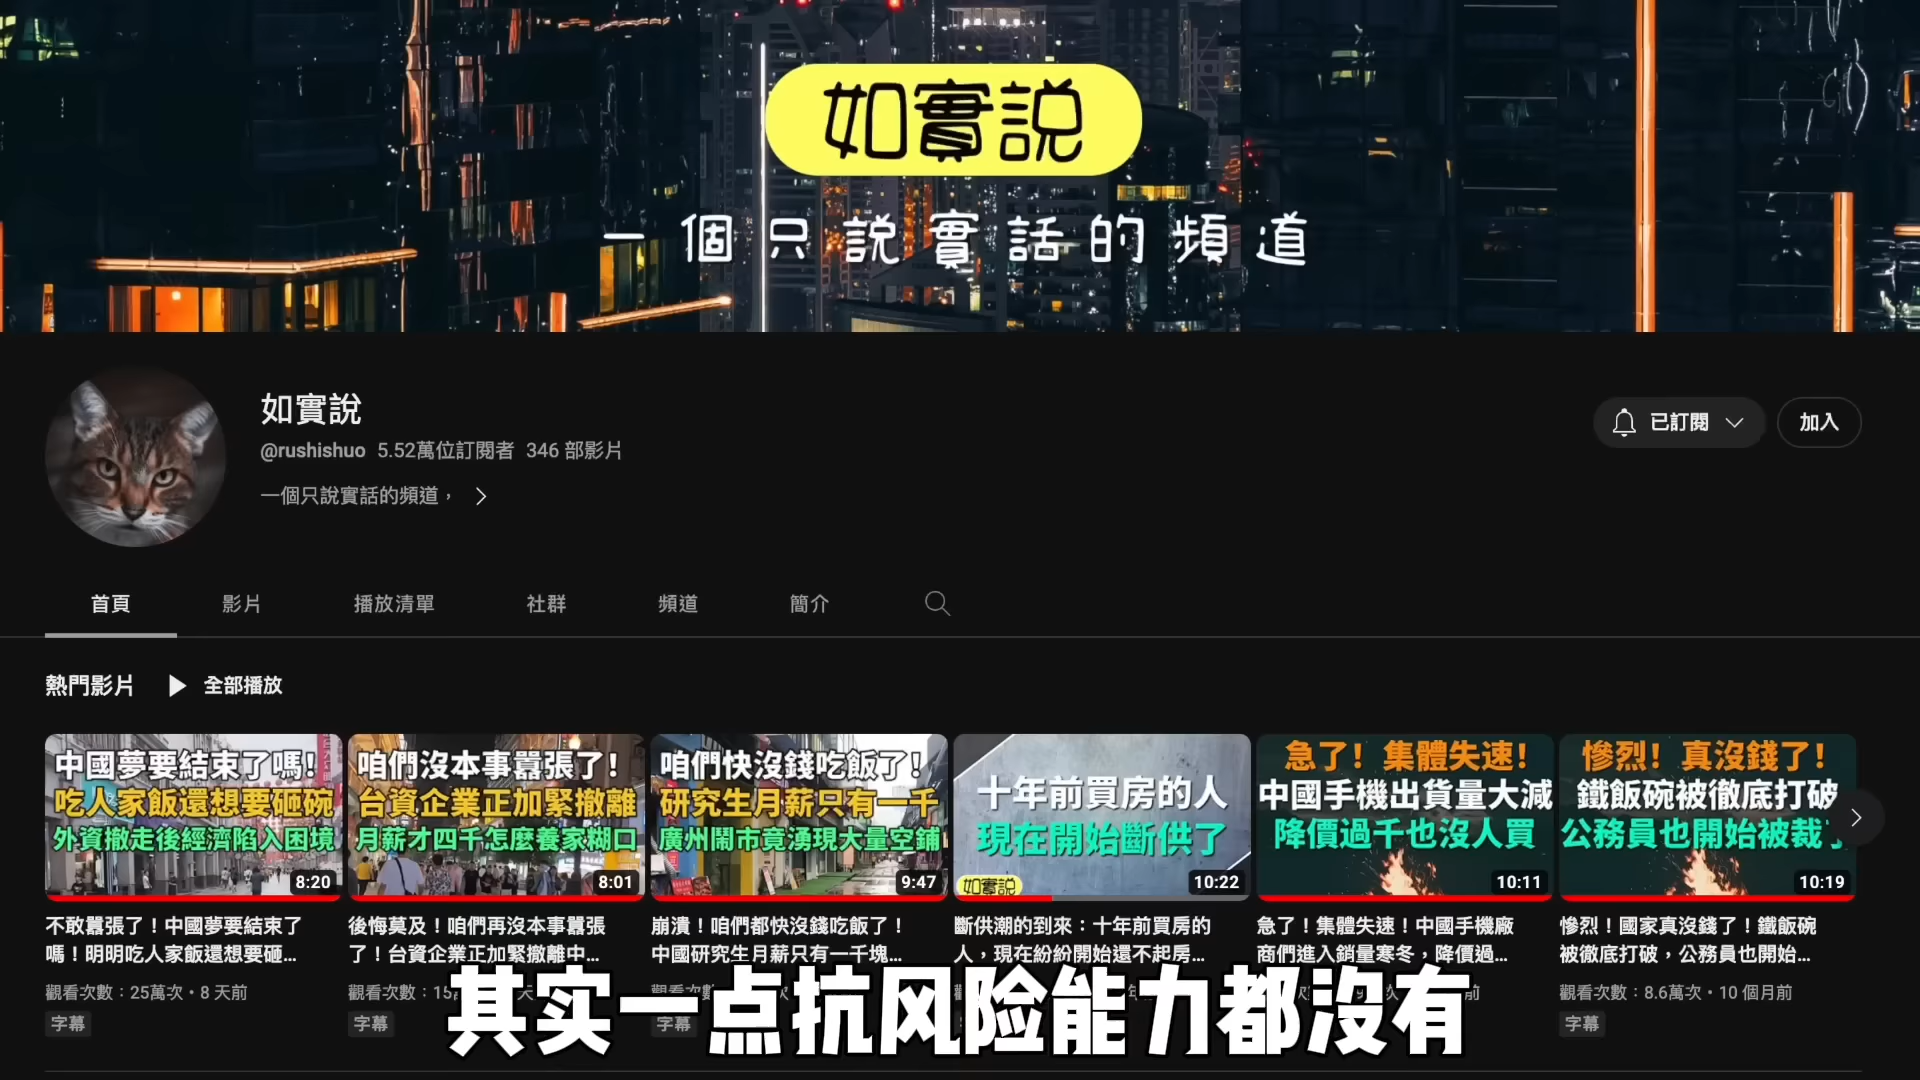 如實説
一個只説實話的頻道
如實說
@rushishuo 5.52萬位訂閱者 346 部影片
一個只說實話的頻道，
已訂閱
加入
首頁
影片
播放清單
社群
頻道
簡介
熱門影片
全部播放
中國夢要結束了嗎！
吃人家飯還想要砸碗
外資撤走後經濟陷入困境
8:20
不敢囂張了！中國夢要結束了
嗎！明明吃人家飯還想要砸...
觀看次數：25萬次・8 天前
字幕
咱們沒本事囂張了！
台資企業正加緊撤離
月薪才四千怎麼養家糊口
8:01
後悔莫及！咱們再沒本事囂張
了！台資企業正加緊撤離中...
觀看次數：15
字幕
咱們快沒錢吃飯了！
研究生月薪只有一千
廣州鬧市竟湧現大量空鋪
9:47
崩潰！咱們都快沒錢吃飯了！
中國研究生月薪只有一千塊...
字幕
十年前買房的人
現在開始斷供了
如實説
10:22
斷供潮的到來：十年前買房的
人，現在紛紛開始還不起房...
急了！集體失速！
中國手機出貨量大減
降價過千也沒人買
10:11
急了！集體失速！中國手機廠
商們進入銷量寒冬，降價過...
慘烈！真沒錢了！
鐵飯碗被徹底打破
公務員也開始被裁了
10:19
慘烈！國家真沒錢了！鐵飯碗
被徹底打破，公務員也開始...
觀看次數：8.6萬次・10 個月前
字幕
其实一点抗风险能力都没有